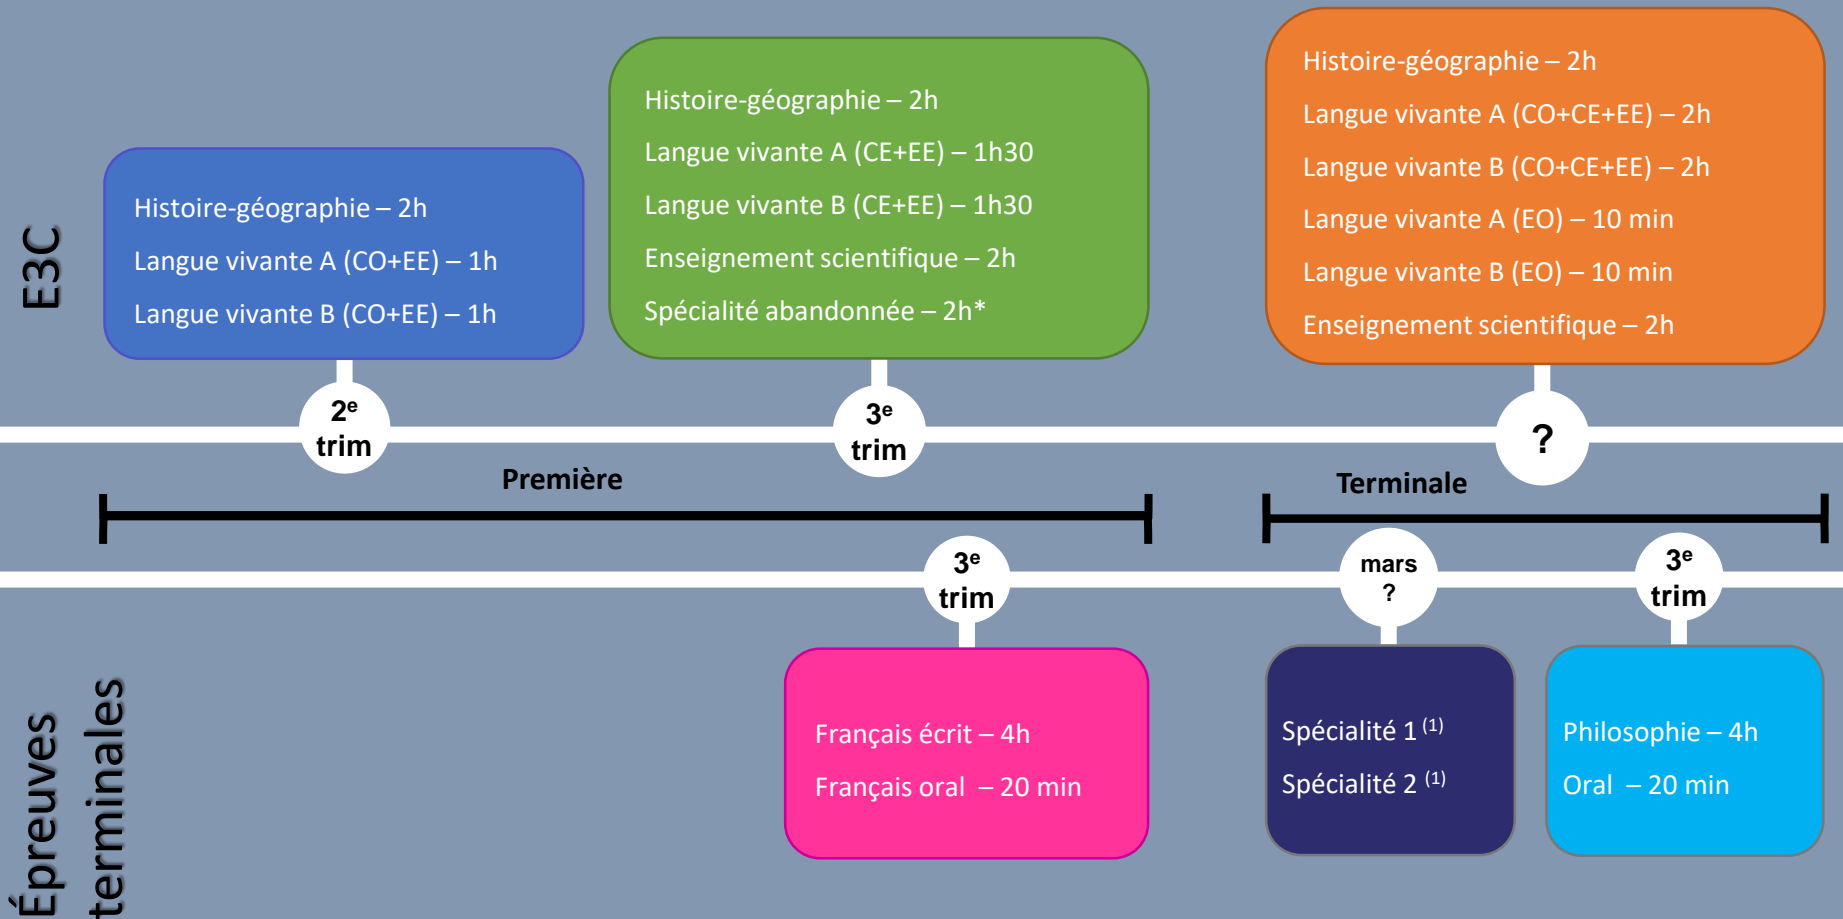 E3C
Histoire-géographie – 2h
Langue vivante A (CO+EE) – 1h
Langue vivante B (CO+EE) – 1h
2e
trim
Histoire-géographie – 2h
Langue vivante A (CE+EE) – 1h30
Langue vivante B (CE+EE) – 1h30
Enseignement scientifique – 2h
Spécialité abandonnée – 2h*
3e
trim
Histoire-géographie – 2h
Langue vivante A (CO+CE+EE) – 2h
Langue vivante B (CO+CE+EE) – 2h
Langue vivante A (EO) – 10 min
Langue vivante B (EO) – 10 min
Enseignement scientifique – 2h
?
Première
Terminale
Épreuves
terminales
3e
trim
Français écrit – 4h
Français oral – 20 min
mars
?
Spécialité 1 (1)
Spécialité 2 (1)
3e
trim
Philosophie – 4h
Oral – 20 min